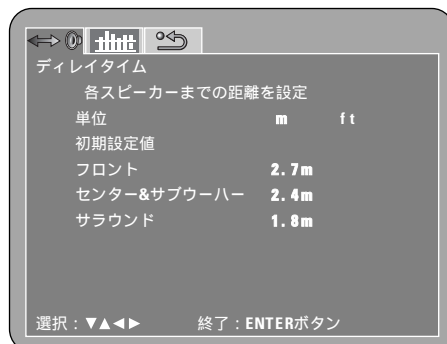 ディレイタイム
各スピーカーまでの距離を設定
単位 m ft
初期設定値
フロント 2.7m
センター&サブウーハー 2.4m
サラウンド 1.8m
選択：▼▲◀▶ 終了：ENTERボタン